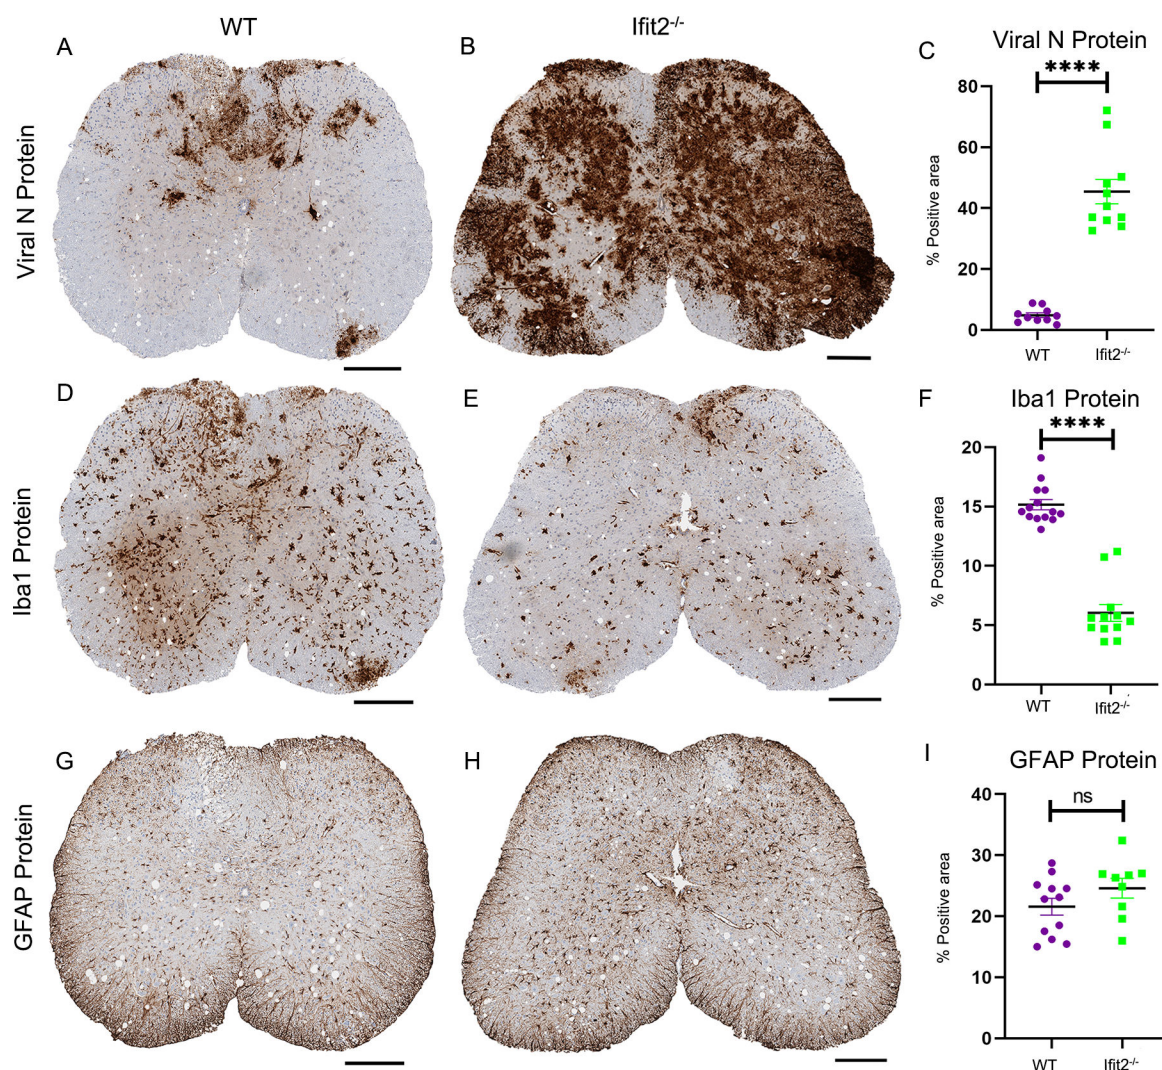 WT
Ifit2-/-
A
B
C
Viral N Protein
Viral N Protein
****
% Positive area
80
60
40
20
0
WT
Ifit2-/-
D
E
F
Iba1 Protein
Iba1 Protein
****
% Positive area
20
15
10
5
0
WT
Ifit2-/-
G
H
I
GFAP Protein
GFAP Protein
ns
% Positive area
40
30
20
10
0
WT
Ifit2-/-